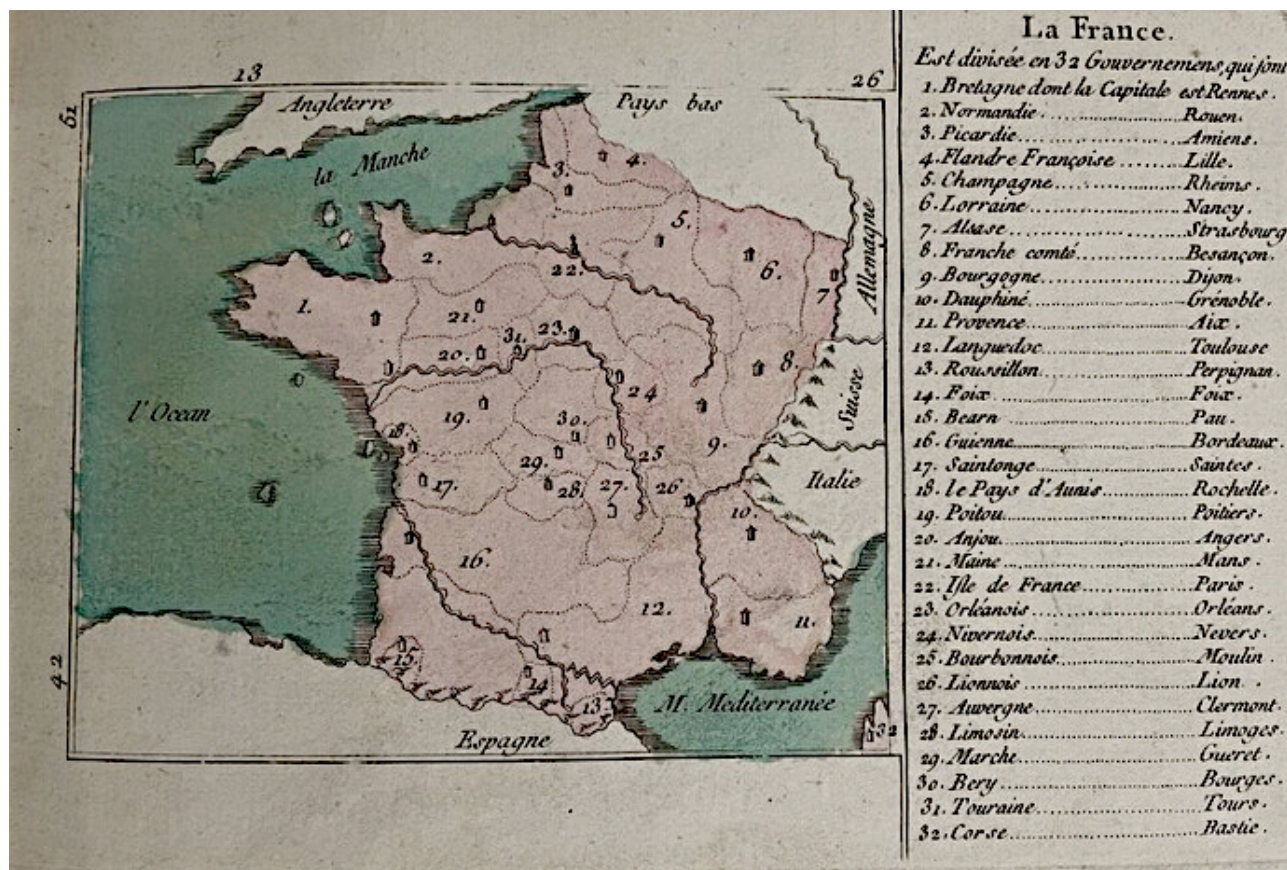 La France.
Est divisée en 32 Gouvernemens, qui sont
1. Bretagne dont la Capitale est Rennes.
2. Normandie ........ Rouen.
3. Picardie ........ Amiens.
4. Flandre Françoise ........ Lille.
5. Champagne ........ Rheims.
6. Lorraine ........ Nancy.
7. Alsase ........ Strasbourg
8. Franche comté ........ Besançon.
9. Bourgogne ........ Dijon.
10. Dauphiné ........ Grénoble.
11. Provence ........ Aix.
12. Languedoc ........ Toulouse
13. Roussillon ........ Perpignan.
14. Foix ........ Foix.
15. Bearn ........ Pau.
16. Guienne ........ Bordeaux.
17. Saintonge ........ Saintes.
18. le Pays d'Aunis ........ Rochelle.
19. Poitou ........ Poitiers.
20. Anjou ........ Angers.
21. Maine ........ Mans.
22. Isle de France ........ Paris.
23. Orléanois ........ Orléans.
24. Nivernois ........ Nevers.
25. Bourbonnois ........ Moulin.
26. Lionnois ........ Lion.
27. Auvergne ........ Clermont.
28. Limosin ........ Limoges.
29. Marche ........ Gueret.
30. Bery ........ Bourges.
31. Touraine ........ Tours.
32. Corse ........ Bastie.
13
26
51
42
Angleterre
Pays bas
la Manche
Allemagne
Suisse
Italie
l'Ocean
M. Mediterranée
Espagne
4.
3.
5.
2.
22.
6.
7
1.
21.
31.
23.
20.
8.
24
19.
30.
18.
9.
25
29.
17.
28.
27.
26
10.
16.
12.
11.
15.
14
13.
32